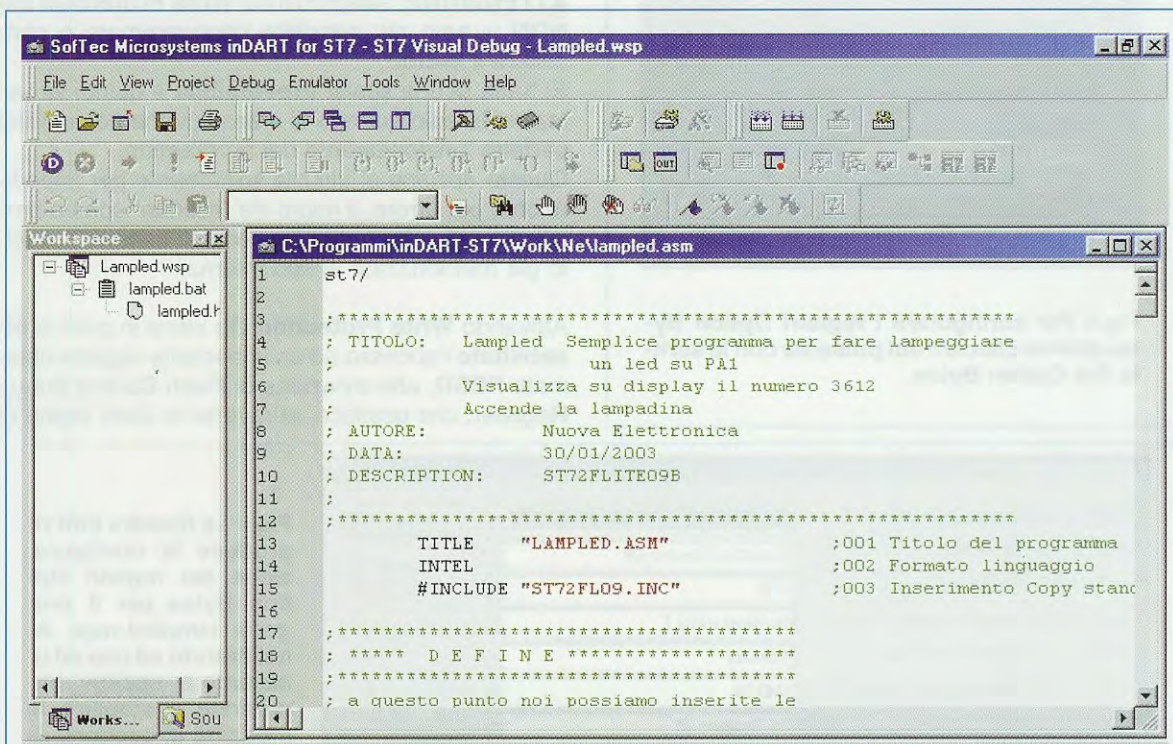 SofTec Microsystems inDART for ST7 - ST7 Visual Debug - Lampled.wsp
File Edit View Project Debug Emulator Tools Window Help
Workspace
Lampled.wsp
lampled.bat
lampled.h
Works...
Sou
C:\Programmi\inDART-ST7\Work\Ne\lampled.asm
1 st7/
2
3 ;************************************************************
4 ; TITOLO: Lampled Semplice programma per fare lampeggiare
5 ; un led su PA1
6 ; Visualizza su display il numero 3612
7 ; Accende la lampadina
8 ; AUTORE: Nuova Elettronica
9 ; DATA: 30/01/2003
10 ; DESCRIPTION: ST72FLITE09B
11 ;
12 ;************************************************************
13 TITLE "LAMPLED.ASM" ;001 Titolo del programma
14 INTEL ;002 Formato linguaggio
15 #INCLUDE "ST72FL09.INC" ;003 Inserimento Copy stand
16
17 ;*****************************************
18 ; ***** D E F I N E ********************
19 ;*****************************************
20 ; a questo punto noi possiamo inserite le